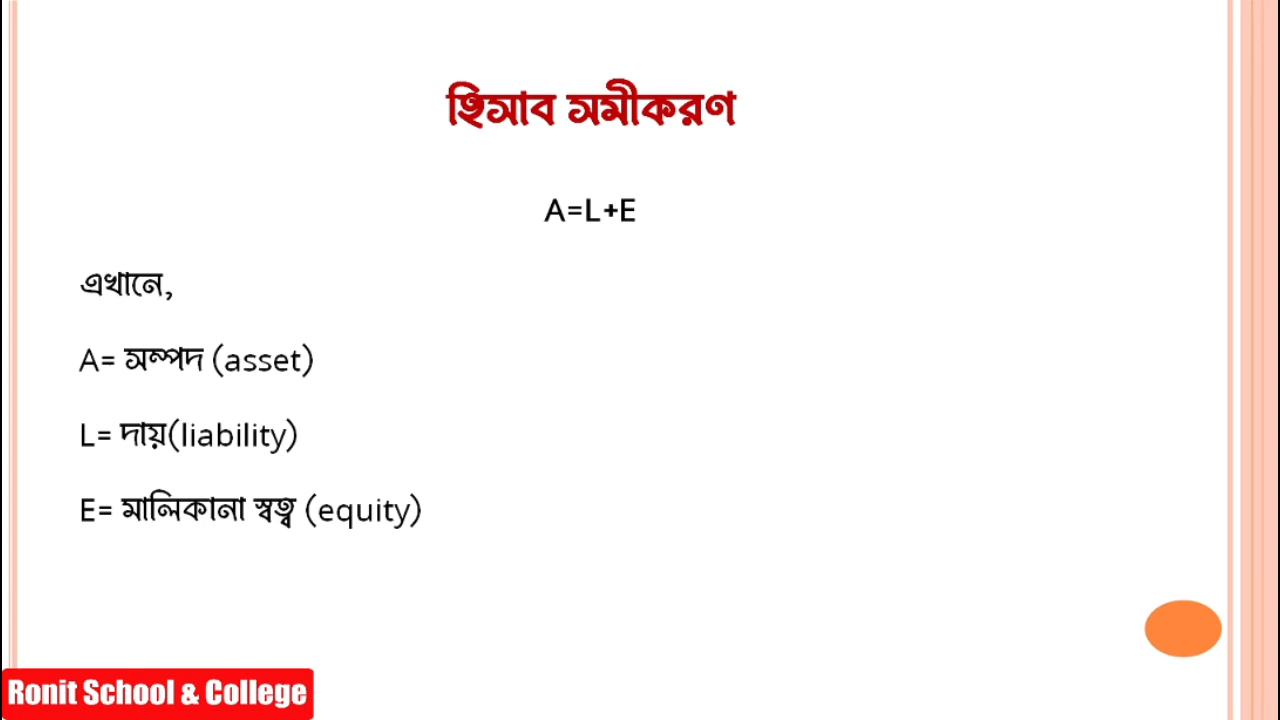 হিসাব সমীকরণ
A=L+E
এখানে,
A= সম্পদ (asset)
L= দায়(liability)
E= মালিকানা স্বত্ব (equity)
Ronit School & College